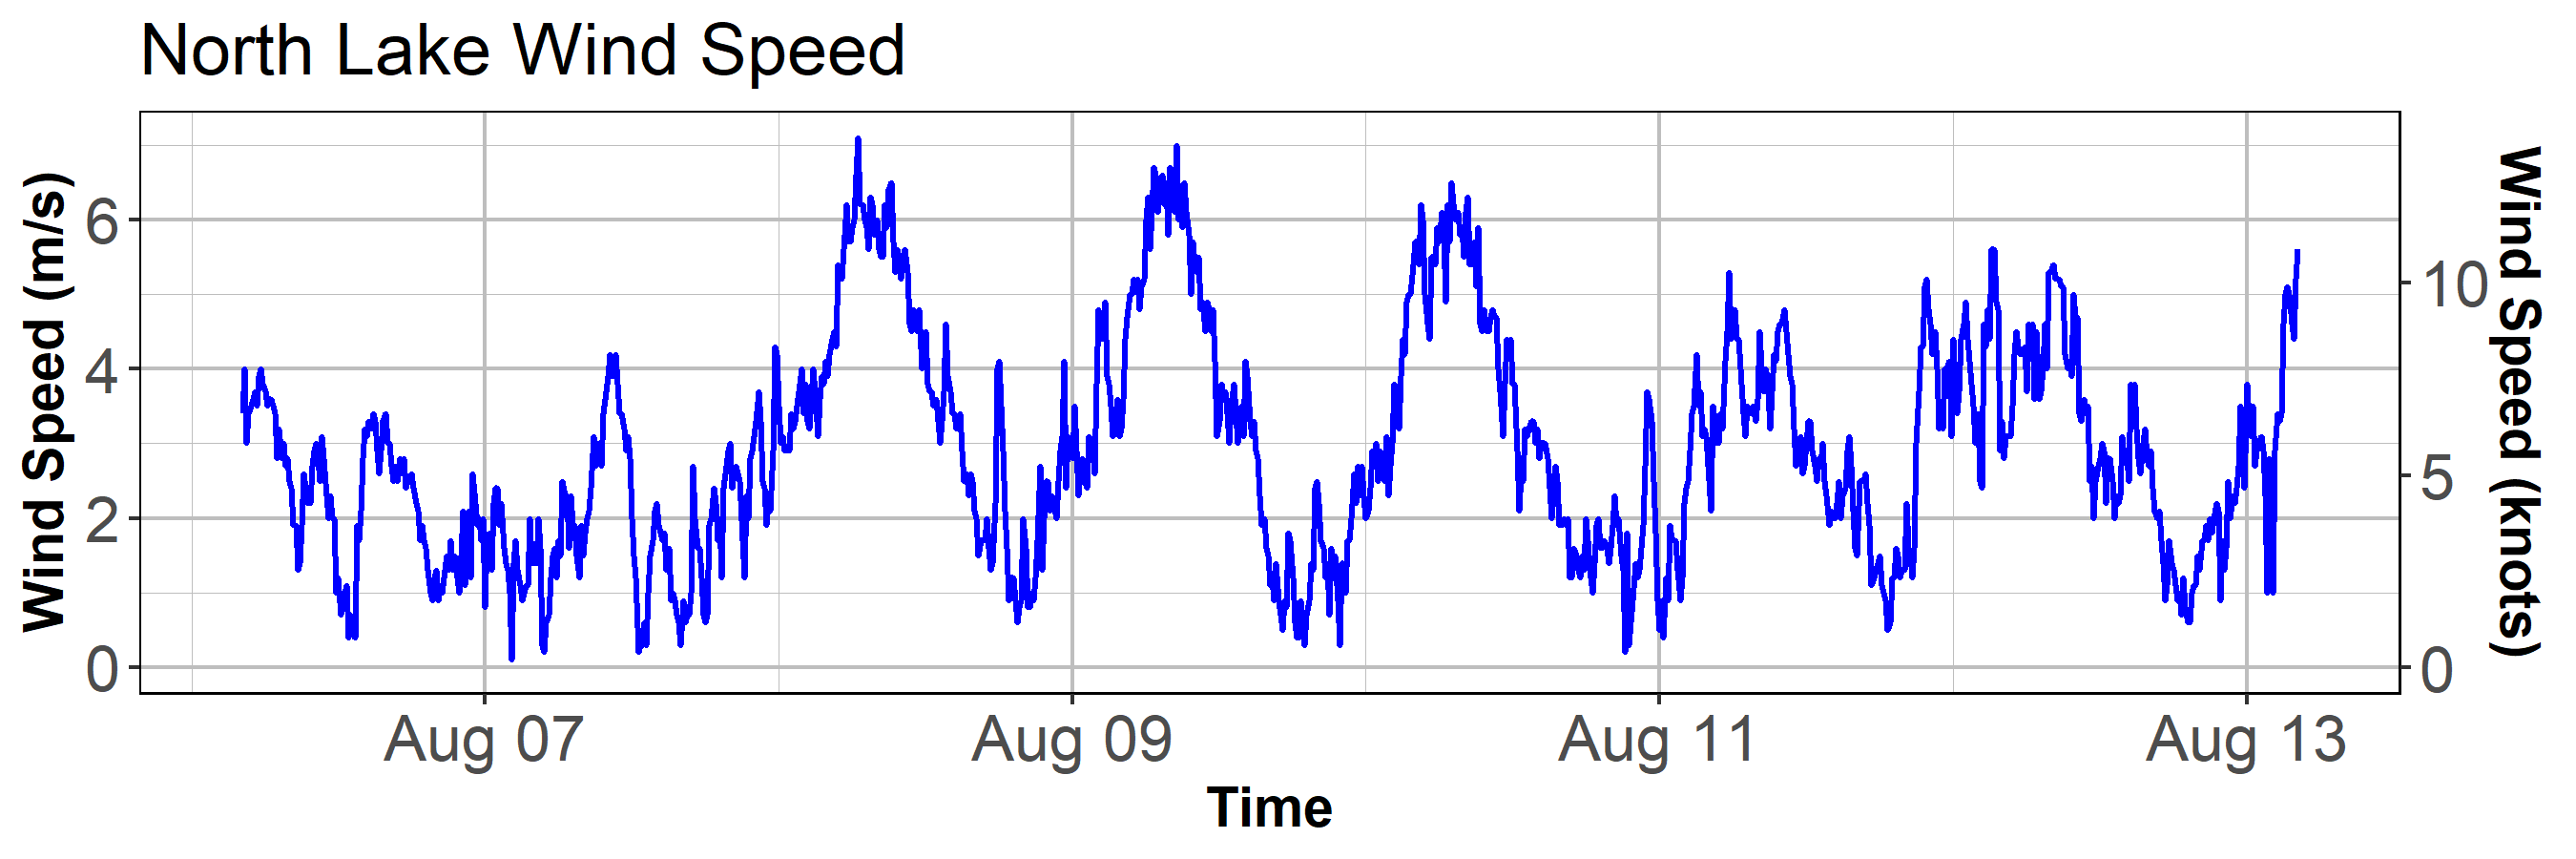 North Lake Wind Speed
Wind Speed (m/s)
6
4
2
0
10
5
0
Wind Speed (knots)
Aug 07
Aug 09
Aug 11
Aug 13
Time